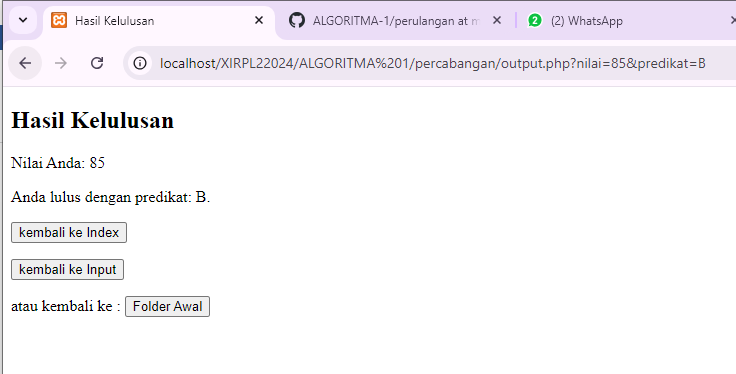 Hasil Kelulusan
ALGORITMA-1/perulangan at m
(2) WhatsApp
localhost/XIRPL22024/ALGORITMA%201/percabangan/output.php?nilai=85&predikat=B
Hasil Kelulusan
Nilai Anda: 85
Anda lulus dengan predikat: B.
kembali ke Index
kembali ke Input
atau kembali ke : Folder Awal